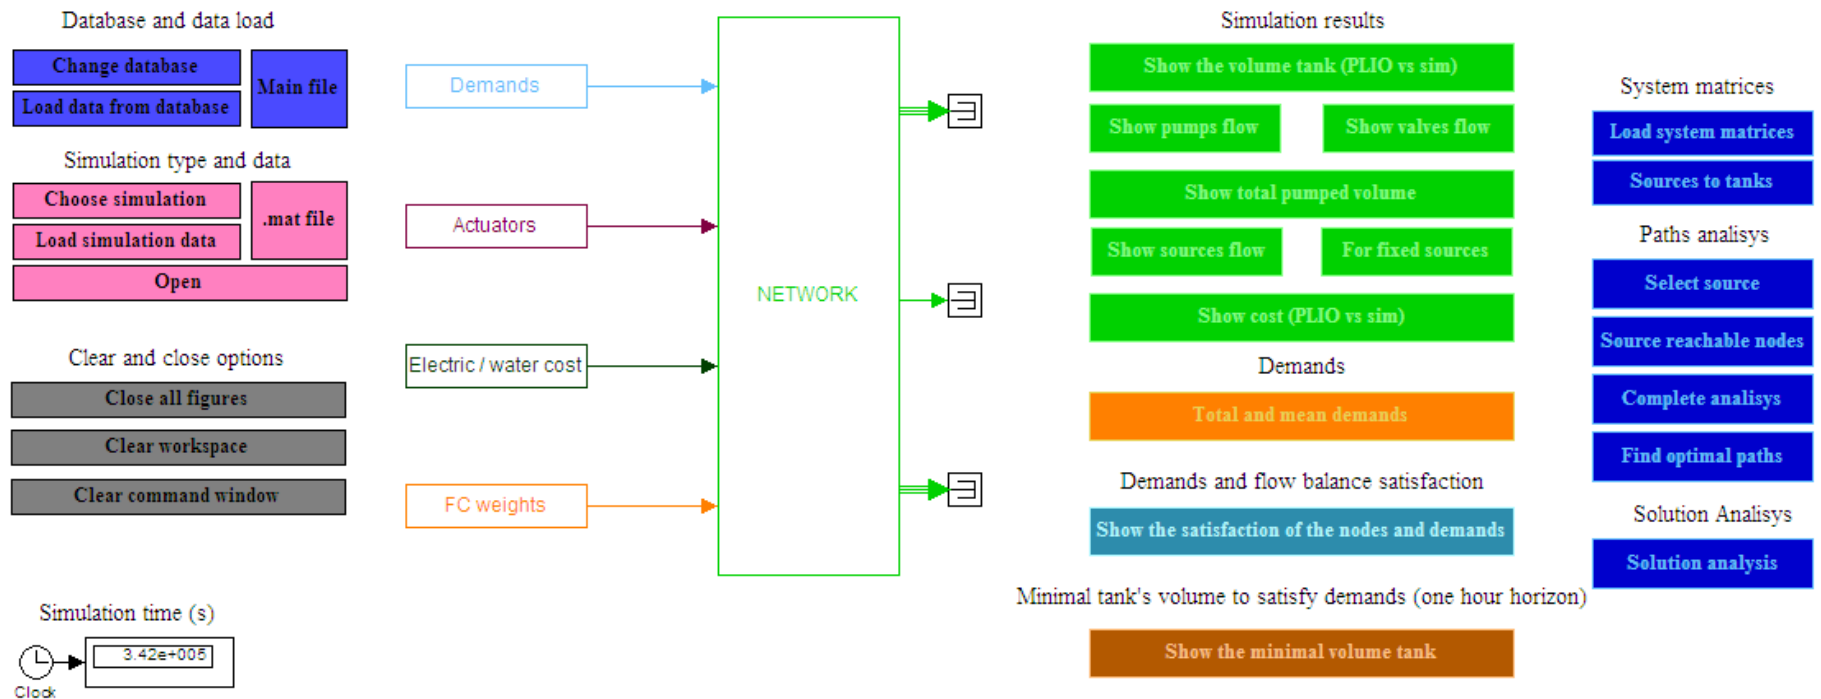 Database and data load
Change database
Load data from database
Main file
Simulation type and data
Choose simulation
Load simulation data
.mat file
Open
Clear and close options
Close all figures
Clear workspace
Clear command window
Simulation time (s)
3.42e+005
Clock
Demands
Actuators
Electric / water cost
FC weights
NETWORK
Simulation results
Show the volume tank (PLIO vs sim)
Show pumps flow
Show valves flow
Show total pumped volume
Show sources flow
For fixed sources
Show cost (PLIO vs sim)
Demands
Total and mean demands
Demands and flow balance satisfaction
Show the satisfaction of the nodes and demands
Minimal tank's volume to satisfy demands (one hour horizon)
Show the minimal volume tank
System matrices
Load system matrices
Sources to tanks
Paths analisys
Select source
Source reachable nodes
Complete analisys
Find optimal paths
Solution Analisys
Solution analysis